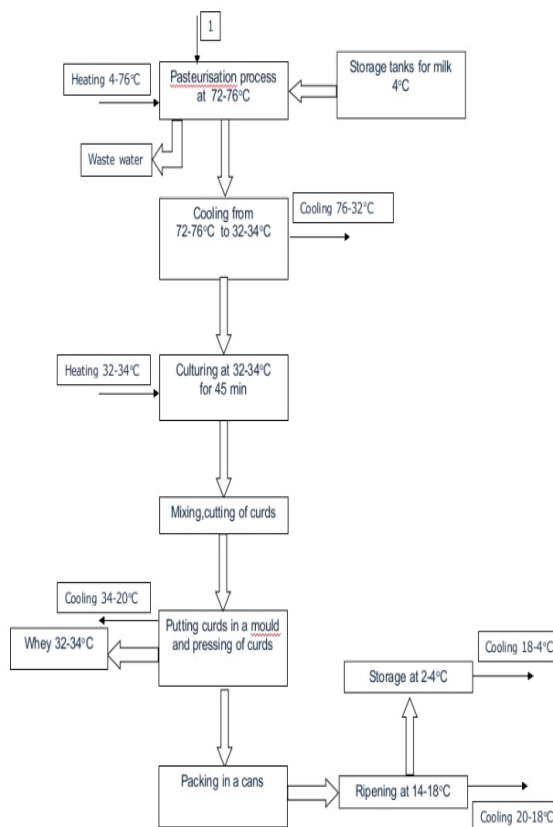 1
Heating 4-76°C
Pasteurisation process
at 72-76°C
Storage tanks for milk
4°C
Waste water
Cooling from
72-76°C to 32-34°C
Cooling 76-32°C
Heating 32-34°C
Culturing at 32-34°C
for 45 min
Mixing,cutting of curds
Cooling 34-20°C
Putting curds in a mould
and pressing of curds
Whey 32-34°C
Cooling 18-4°C
Storage at 2-4°C
Packing in a cans
Ripening at 14-18°C
Cooling 20-18°C